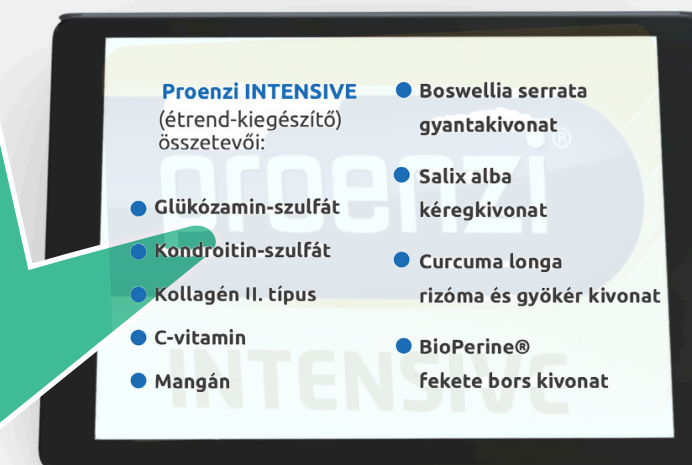 Proenzi INTENSIVE
(étrend-kiegészítő)
összetevői:
Glükózamin-szulfát
Kondroitin-szulfát
Kollagén II. típus
C-vitamin
Mangán
Boswellia serrata
gyantakivonat
Salix alba
kéregkivonat
Curcuma longa
rizóma és gyökér kivonat
BioPerine®
fekete bors kivonat
proenzi®
INTENSIVE